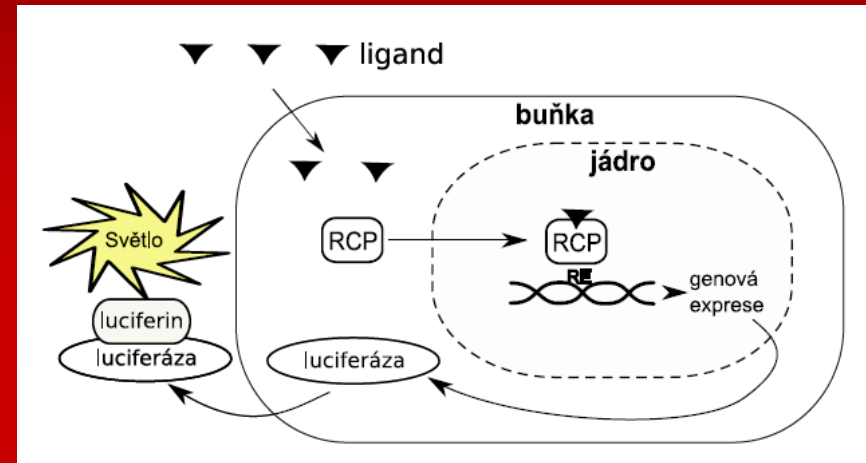 ligand
buňka
jádro
Světlo
RCP
RCP
RE
genová
exprese
luciferin
luciferáza
luciferáza